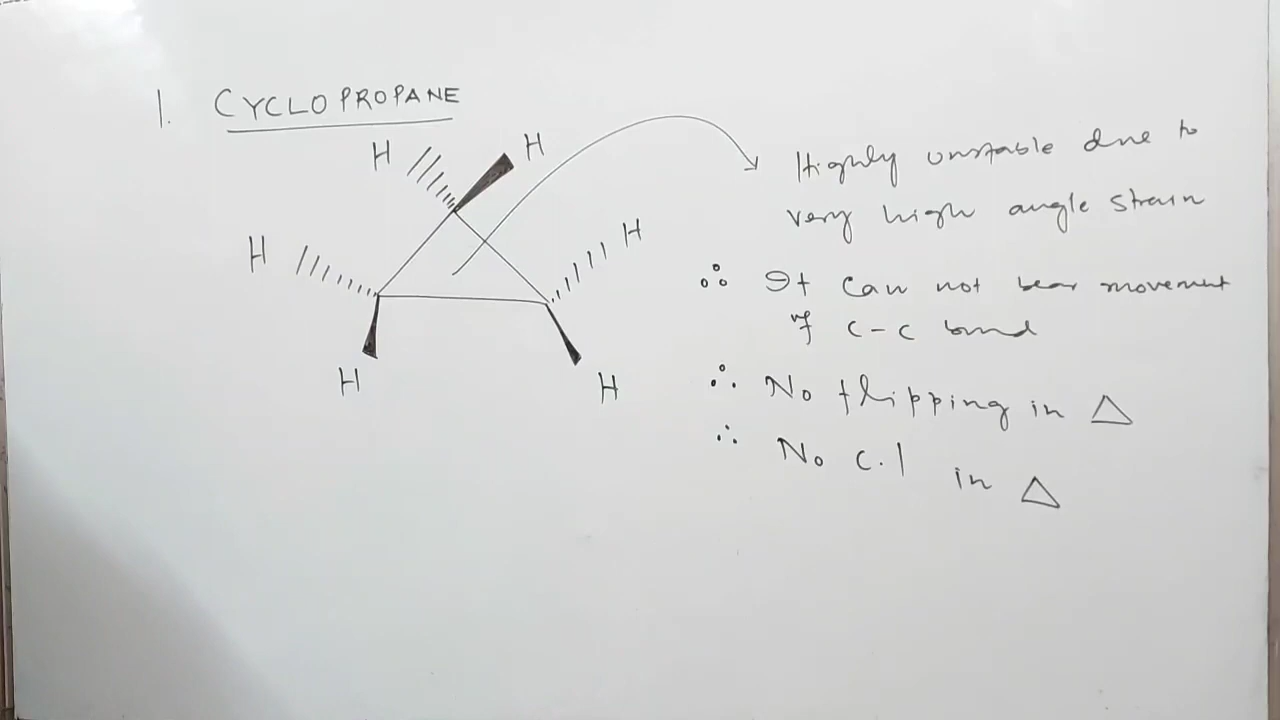 1. CYCLOPROPANE
H H
H H
H H
Highly unstable due to
very high angle strain
∴ It can not bear movement
of C-C bond
∴ No flipping in △
∴ No C.I in △